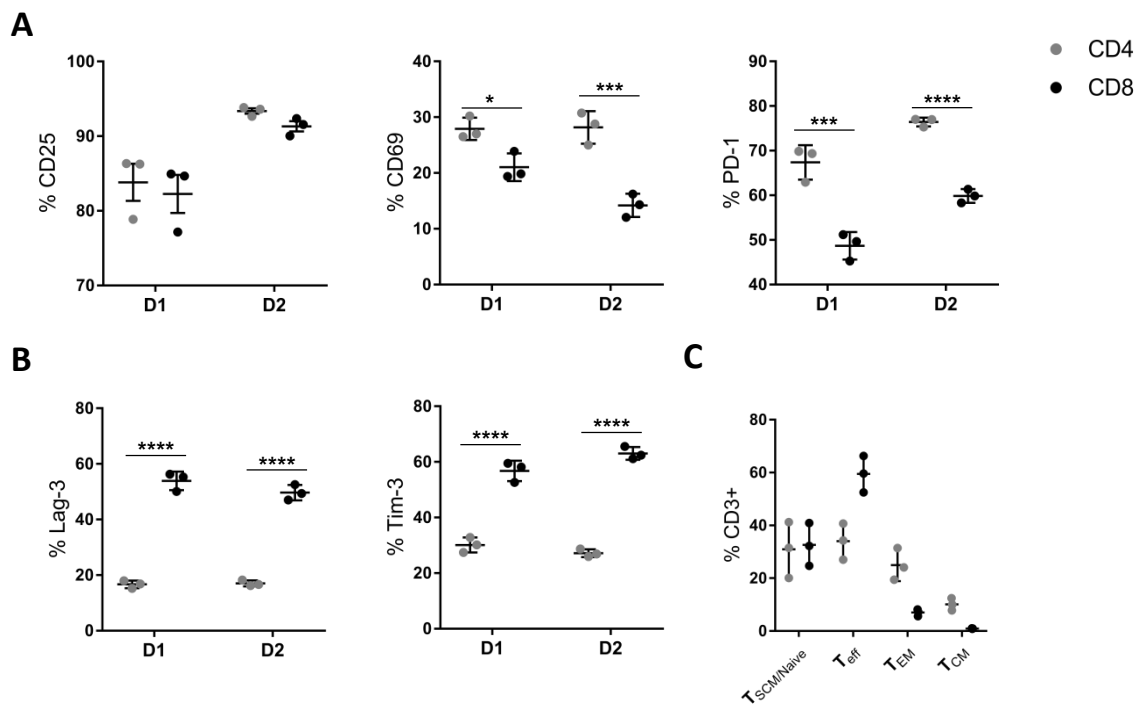 A
CD4
CD8
% CD25
100
90
80
70
D1
D2
% CD69
40
30
20
10
0
*
***
D1
D2
% PD-1
90
80
70
60
50
40
***
****
D1
D2
B
% Lag-3
80
60
40
20
0
****
****
D1
D2
% Tim-3
80
60
40
20
0
****
****
D1
D2
C
% CD3+
80
60
40
20
0
TSCM/Naive
Teff
TEM
TCM